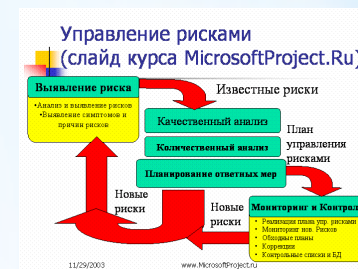 Управление рисками
(слайд курса MicrosoftProject.Ru)
Выявление риска
•Анализ и выявление рисков
•Выявление симптомов и
причин рисков
Известные риски
Качественный анализ
Количественный анализ
Планирование ответных мер
План
управления
рисками
Новые
риски
Новые
риски
Мониторинг и Контрол
• Реализация плана упр. рисками
• Мониторинг нов. Рисков
• Обходные планы
• Коррекции
• Контрольные списки и БД
11/29/2003
www.MicrosoftProject.ru